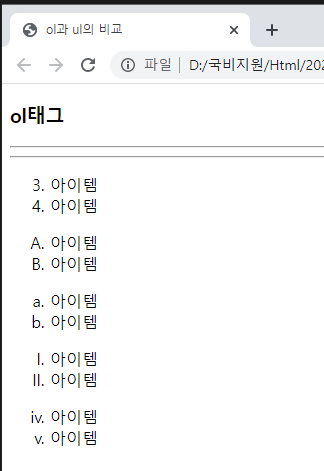 ol과 ul의 비교
파일 | D:/국비지원/Html/202
ol태그
3. 아이템
4. 아이템
A. 아이템
B. 아이템
a. 아이템
b. 아이템
I. 아이템
II. 아이템
iv. 아이템
v. 아이템